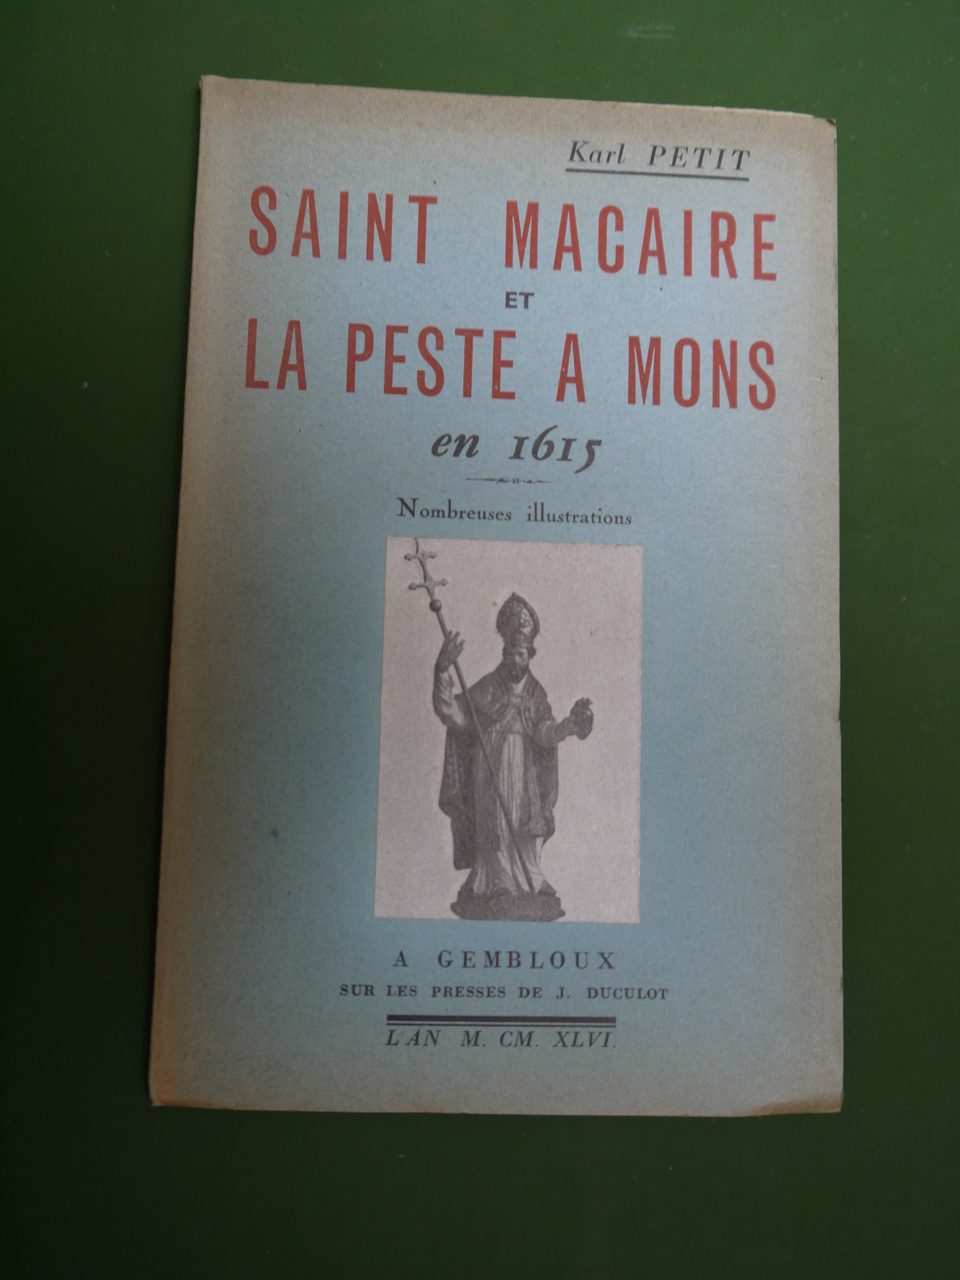 Karl PETIT
SAINT MACAIRE
ET
LA PESTE A MONS
en 1615
Nombreuses illustrations
A GEMBLOUX
SUR LES PRESSES DE J. DUCULOT
L'AN M. CM. XLVI.